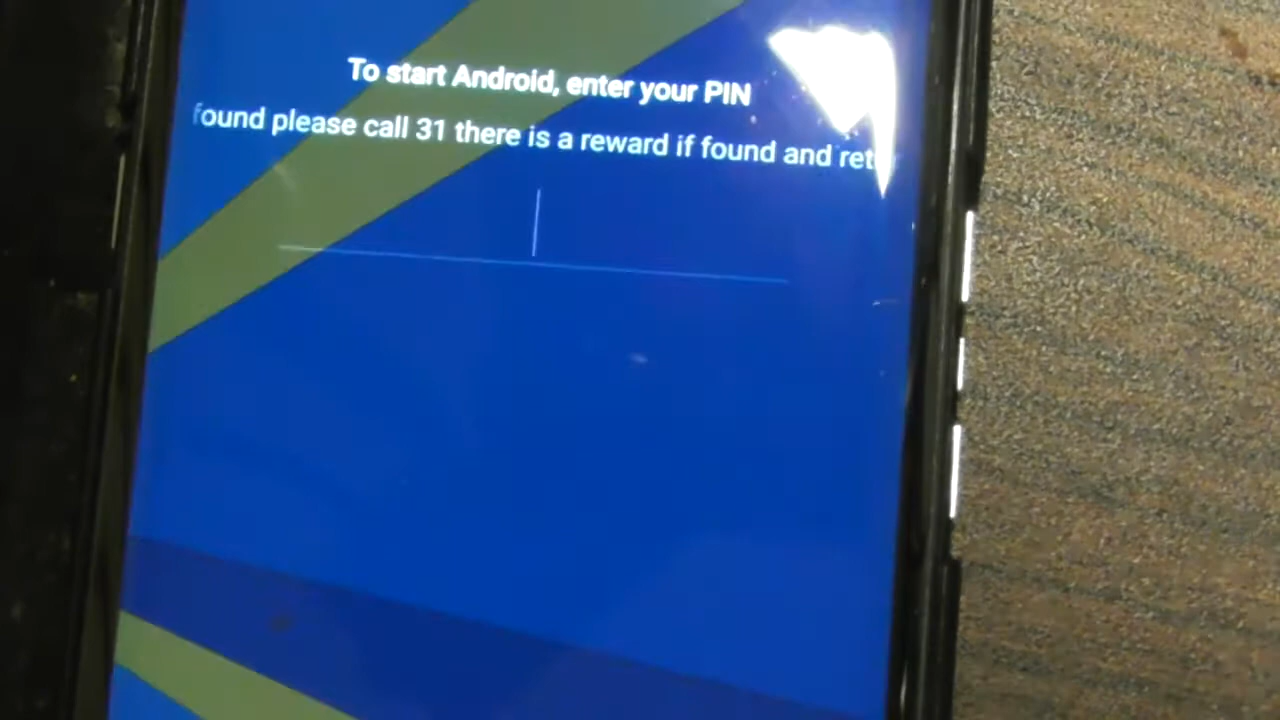 To start Android, enter your PIN
found please call 31 there is a reward if found and ret